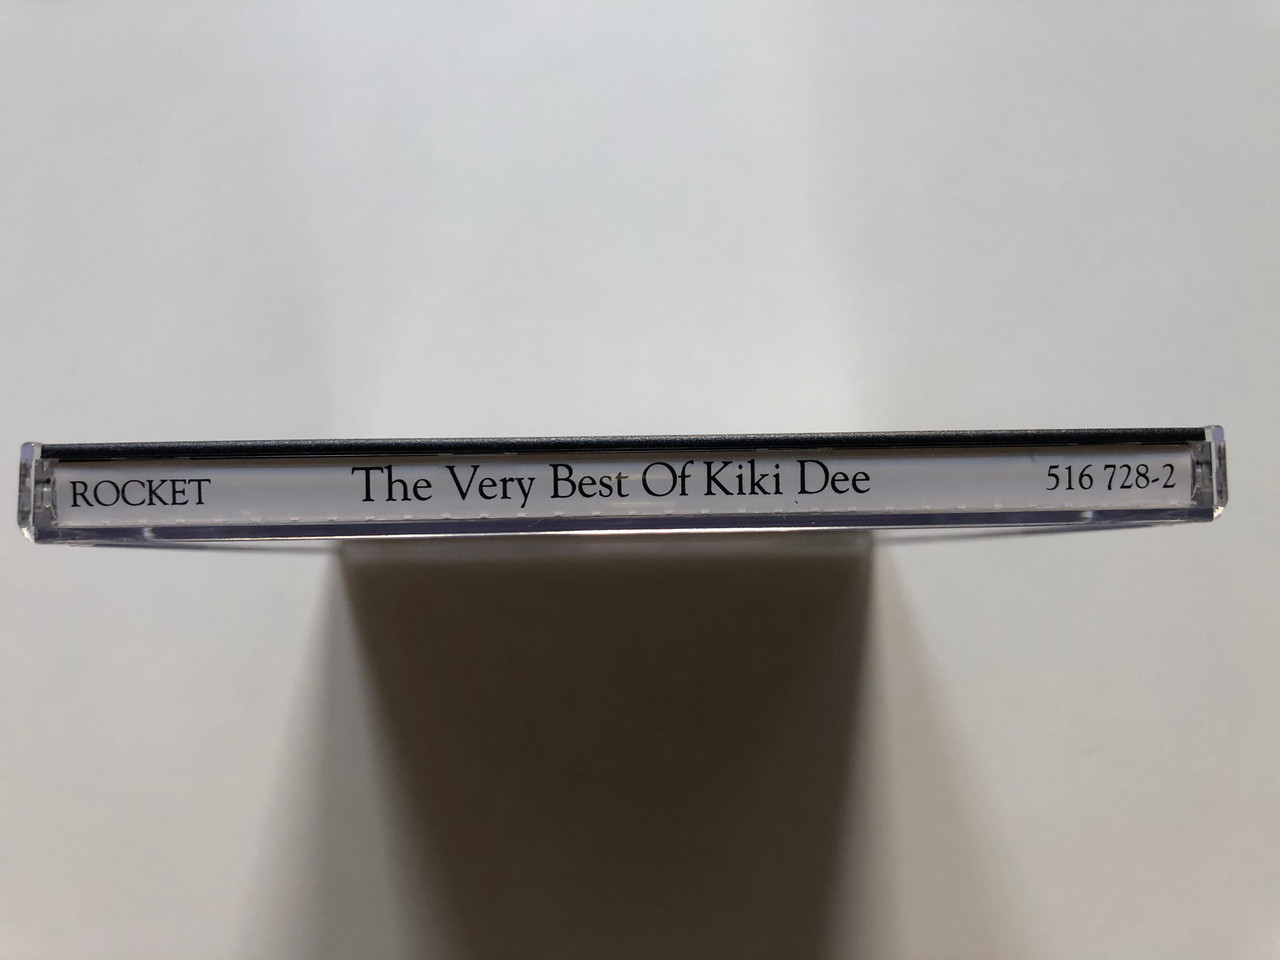 ROCKET The Very Best Of Kiki Dee 516 728-2